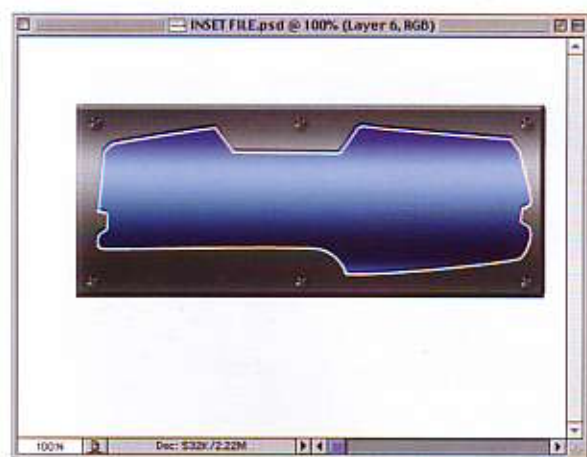 INSET FILE.psd @ 100% (Layer 6, RGB)
100% Doc: 532K/2.22M